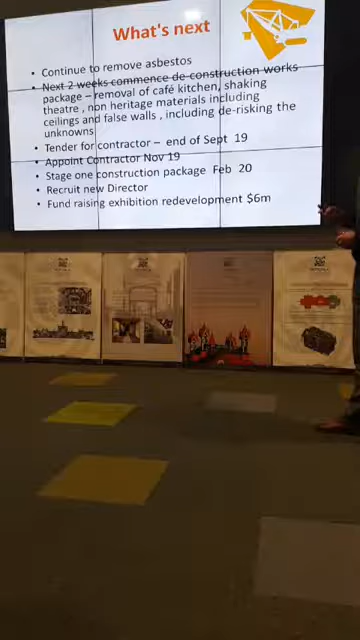 What's next
• Continue to remove asbestos
• Next 2 weeks commence de-construction works
package – removal of café kitchen, shaking
theatre , non heritage materials including
ceilings and false walls , including de-risking the
unknowns
• Tender for contractor – end of Sept 19
• Appoint Contractor Nov 19
• Stage one construction package Feb 20
• Recruit new Director
• Fund raising exhibition redevelopment $6m